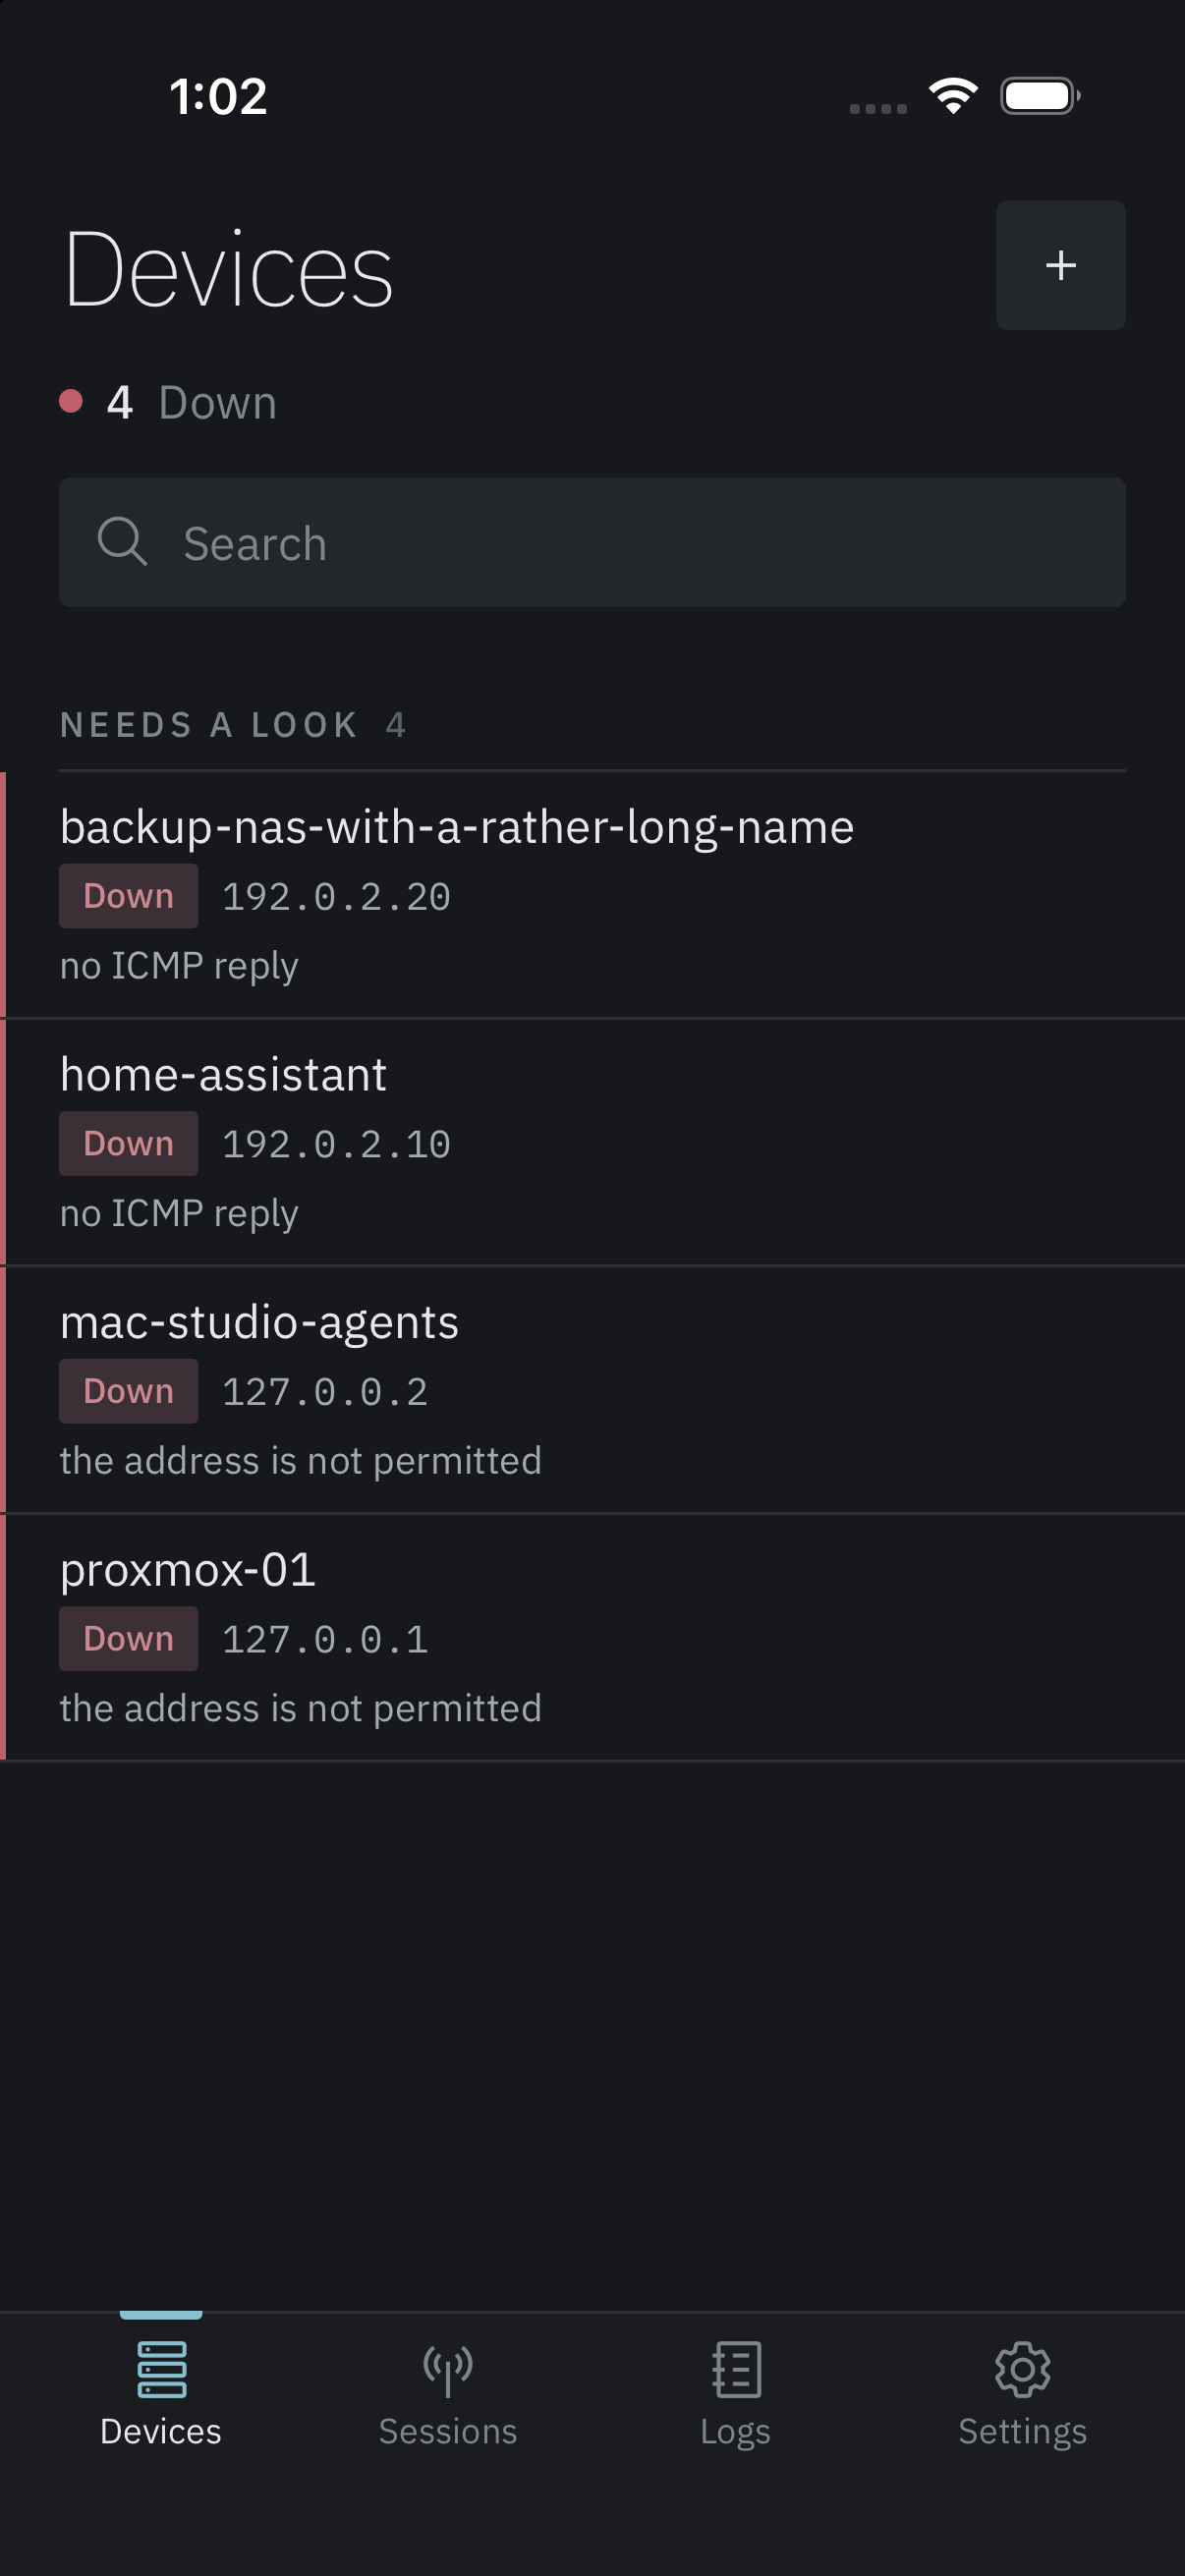 1:02
Devices
+
4 Down
Search
NEEDS A LOOK 4
backup-nas-with-a-rather-long-name
Down 192.0.2.20
no ICMP reply
home-assistant
Down 192.0.2.10
no ICMP reply
mac-studio-agents
Down 127.0.0.2
the address is not permitted
proxmox-01
Down 127.0.0.1
the address is not permitted
Devices Sessions Logs Settings